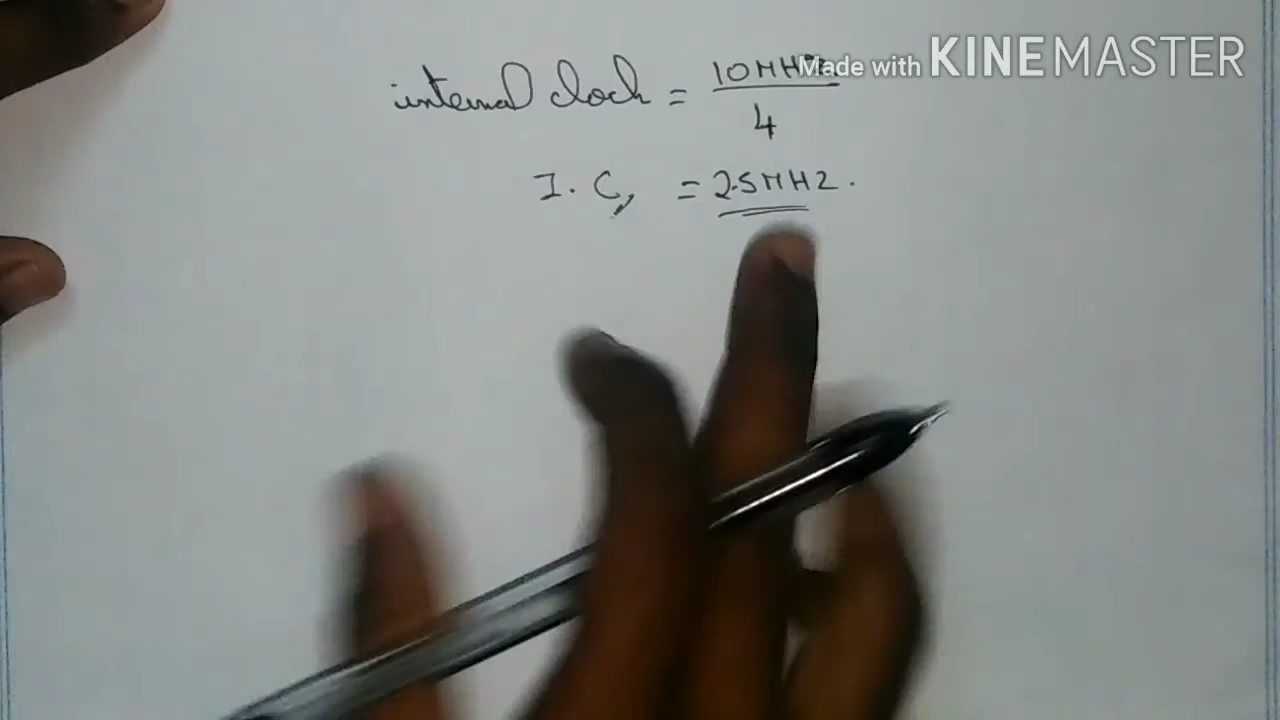 Made with KINEMASTER
internal clock = 10MHZ
4
I. C, = 2.5MHZ.